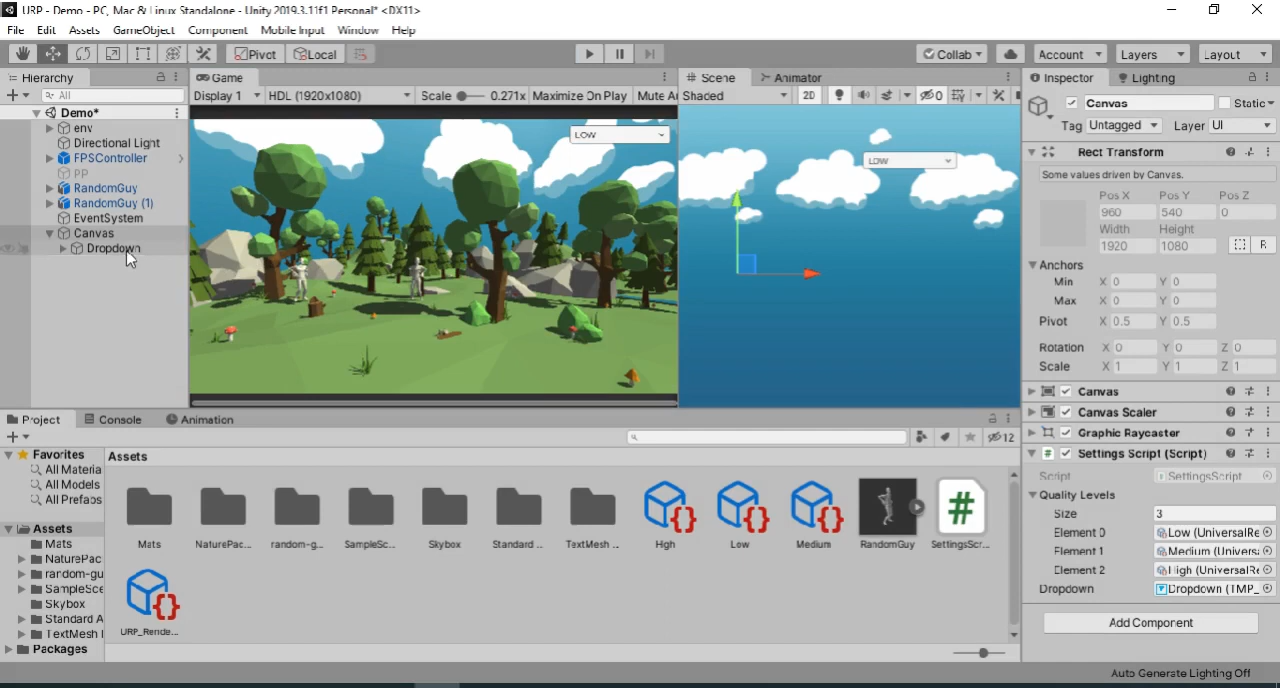 URP - Demo - PC, Mac & Linux Standalone - Unity 2019.3.11f1 Personal* <DX11>
File Edit Assets GameObject Component Mobile Input Window Help
Pivot Local Collab Account Layers Layout
Hierarchy Game Scene Animator Inspector Lighting
All Display 1 HDL (1920x1080) Scale 0.271x Maximize On Play Mute Au Shaded 2D 0 Canvas Static
Demo*
env
Directional Light
FPSController
PP
RandomGuy
RandomGuy (1)
EventSystem
Canvas
Dropdown
LOW
LOW
Tag Untagged Layer UI
Rect Transform
Some values driven by Canvas.
Pos X Pos Y Pos Z
960 540 0
Width Height
1920 1080 R
Anchors
Min X 0 Y 0
Max X 0 Y 0
Pivot X 0.5 Y 0.5
Rotation X 0 Y 0 Z 0
Scale X 1 Y 1 Z 1
Canvas
Canvas Scaler
Graphic Raycaster
# Settings Script (Script)
Script SettingsScript
Quality Levels
Size 3
Element 0 Low (UniversalRe
Element 1 Medium (Universa
Element 2 High (UniversalRe
Dropdown Dropdown (TMP_
Add Component
Project Console Animation
12
Favorites
All Materia
All Models
All Prefabs
Assets
Mats
NaturePac
random-gu
SampleSce
Skybox
Standard A
TextMesh
Packages
Assets
Mats NaturePac... random-g... SampleSc... Skybox Standard ... TextMesh ... High Low Medium RandomGuy SettingsScr...
URP_Rende...
Auto Generate Lighting Off